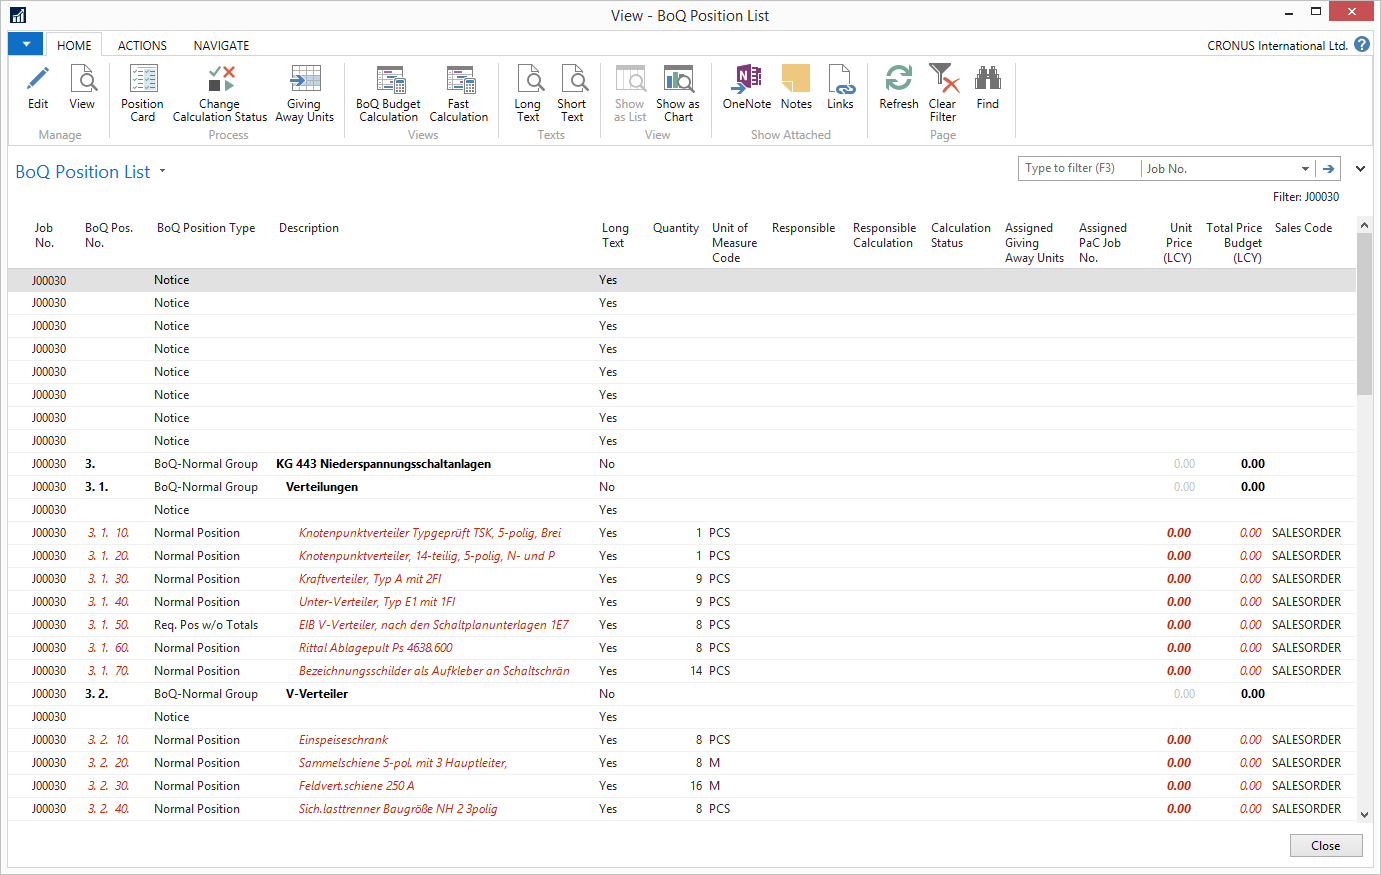 View - BoQ Position List
HOME ACTIONS NAVIGATE CRONUS International Ltd. ?
Edit View Position Card Change Calculation Status Giving Away Units BoQ Budget Calculation Fast Calculation Long Text Short Text Show as List Show as Chart OneNote Notes Links Refresh Clear Filter Find
Manage Process Views Texts View Show Attached Page
BoQ Position List Type to filter (F3) Job No.
Filter: J00030
Job No. BoQ Pos. No. BoQ Position Type Description Long Text Quantity Unit of Measure Code Responsible Responsible Calculation Calculation Status Assigned Giving Away Units Assigned PaC Job No. Unit Price (LCY) Total Price Budget (LCY) Sales Code
J00030 Notice Yes
J00030 Notice Yes
J00030 Notice Yes
J00030 Notice Yes
J00030 Notice Yes
J00030 Notice Yes
J00030 Notice Yes
J00030 Notice Yes
J00030 3. BoQ-Normal Group KG 443 Niederspannungsschaltanlagen No 0.00 0.00
J00030 3. 1. BoQ-Normal Group Verteilungen No 0.00 0.00
J00030 Notice Yes
J00030 3. 1. 10. Normal Position Knotenpunktverteiler Typgeprüft TSK, 5-polig, Brei Yes 1 PCS 0.00 0.00 SALESORDER
J00030 3. 1. 20. Normal Position Knotenpunktverteiler, 14-teilig, 5-polig, N- und P Yes 1 PCS 0.00 0.00 SALESORDER
J00030 3. 1. 30. Normal Position Kraftverteiler, Typ A mit 2FI Yes 9 PCS 0.00 0.00 SALESORDER
J00030 3. 1. 40. Normal Position Unter-Verteiler, Typ E1 mit 1FI Yes 9 PCS 0.00 0.00 SALESORDER
J00030 3. 1. 50. Req. Pos w/o Totals EIB V-Verteiler, nach den Schaltplanunterlagen 1E7 Yes 8 PCS 0.00 0.00 SALESORDER
J00030 3. 1. 60. Normal Position Rittal Ablagepult Ps 4638.600 Yes 8 PCS 0.00 0.00 SALESORDER
J00030 3. 1. 70. Normal Position Bezeichnungsschilder als Aufkleber an Schaltschrän Yes 14 PCS 0.00 0.00 SALESORDER
J00030 3. 2. BoQ-Normal Group V-Verteiler No 0.00 0.00
J00030 Notice Yes
J00030 3. 2. 10. Normal Position Einspeiseschrank Yes 8 PCS 0.00 0.00 SALESORDER
J00030 3. 2. 20. Normal Position Sammelschiene 5-pol. mit 3 Hauptleiter, Yes 8 M 0.00 0.00 SALESORDER
J00030 3. 2. 30. Normal Position Feldvert.schiene 250 A Yes 16 M 0.00 0.00 SALESORDER
J00030 3. 2. 40. Normal Position Sich.lasttrenner Baugröße NH 2 3polig Yes 8 PCS 0.00 0.00 SALESORDER
Close